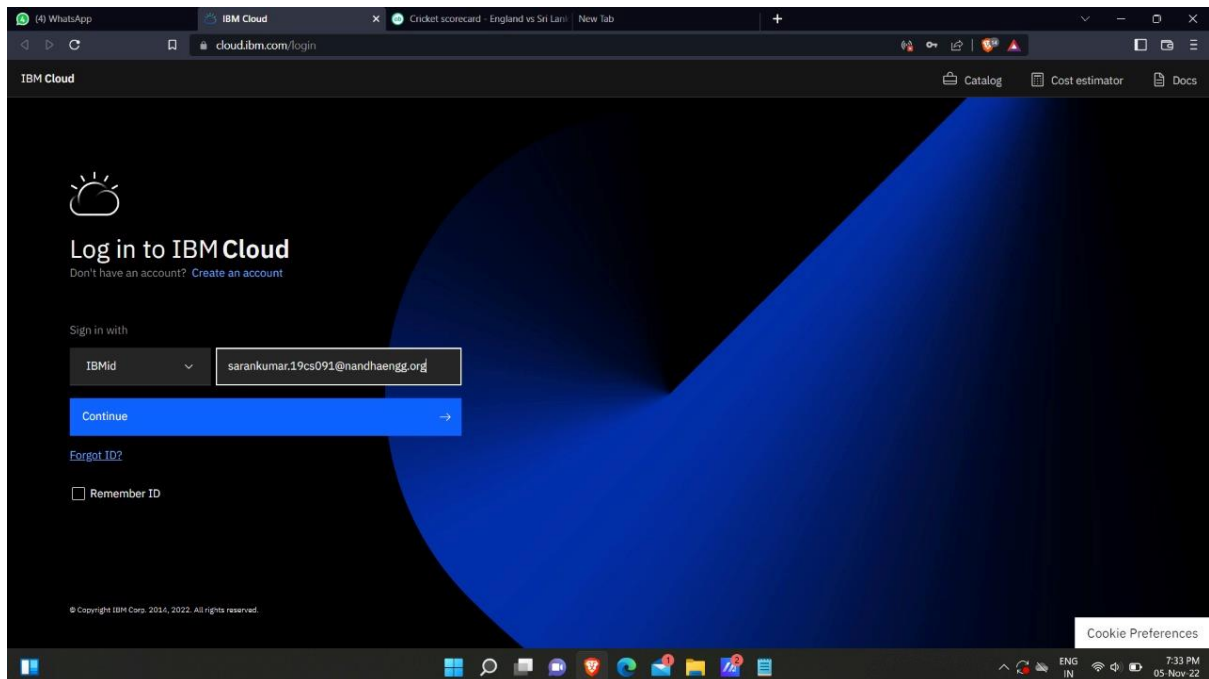 (4) WhatsApp
IBM Cloud
Cricket scorecard - England vs Sri Lank
New Tab
cloud.ibm.com/login
IBM Cloud
Catalog
Cost estimator
Docs
Log in to IBM Cloud
Don't have an account? Create an account
Sign in with
IBMid
sarankumar.19cs091@nandhaengg.org
Continue
Forgot ID?
Remember ID
© Copyright IBM Corp. 2014, 2022. All rights reserved.
Cookie Preferences
ENG
IN
7:33 PM
05-Nov-22